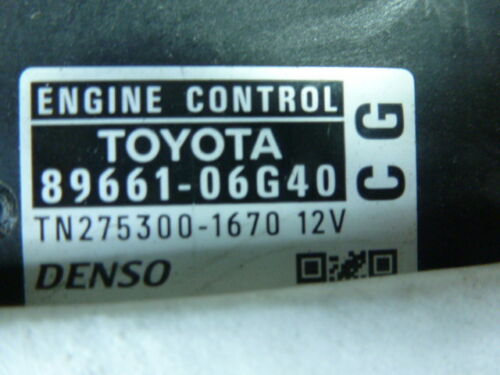 ENGINE CONTROL
TOYOTA
89661-06G40
TN275300-1670 12V
DENSO
CG